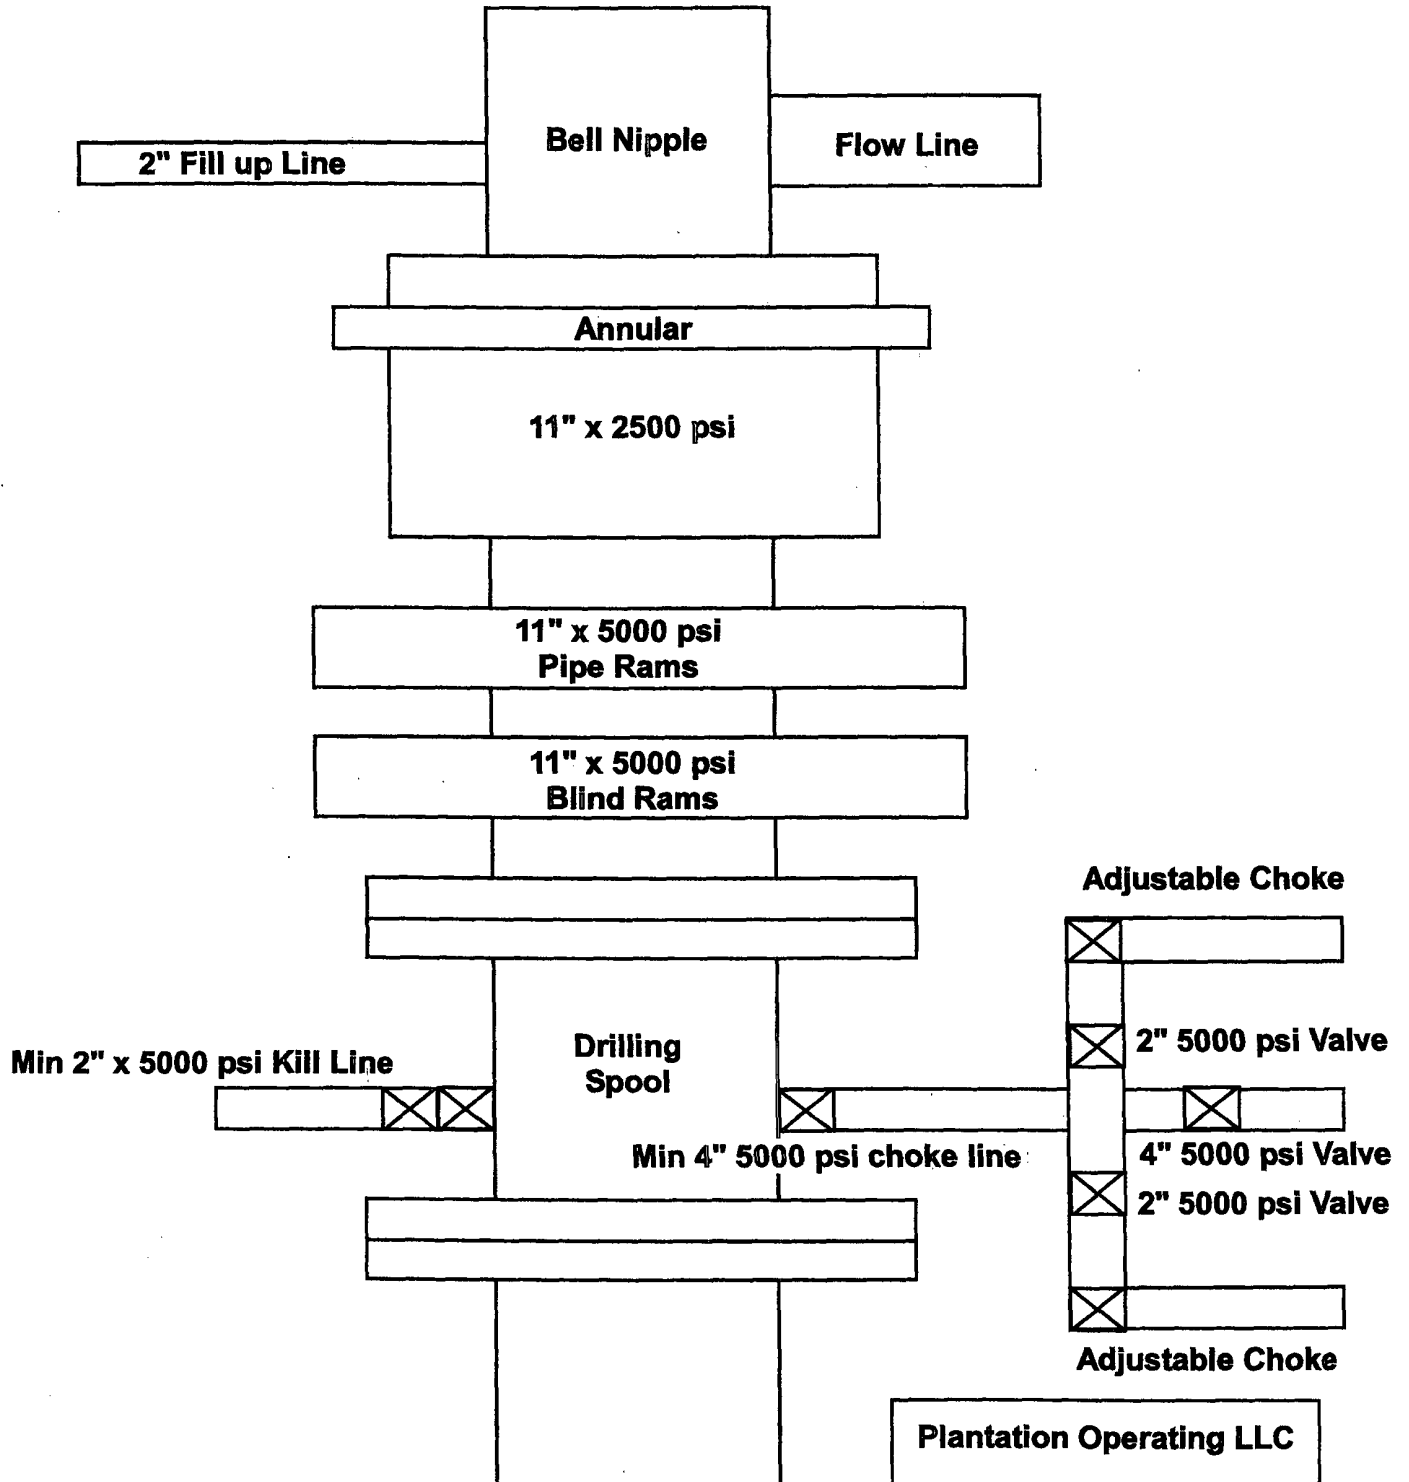 Bell Nipple
Flow Line
2" Fill up Line
Annular
11" x 2500 psi
11" x 5000 psi
Pipe Rams
11" x 5000 psi
Blind Rams
Adjustable Choke
Drilling
Spool
2" 5000 psi Valve
Min 2" x 5000 psi Kill Line
Min 4" 5000 psi choke line
4" 5000 psi Valve
2" 5000 psi Valve
Adjustable Choke
Plantation Operating LLC